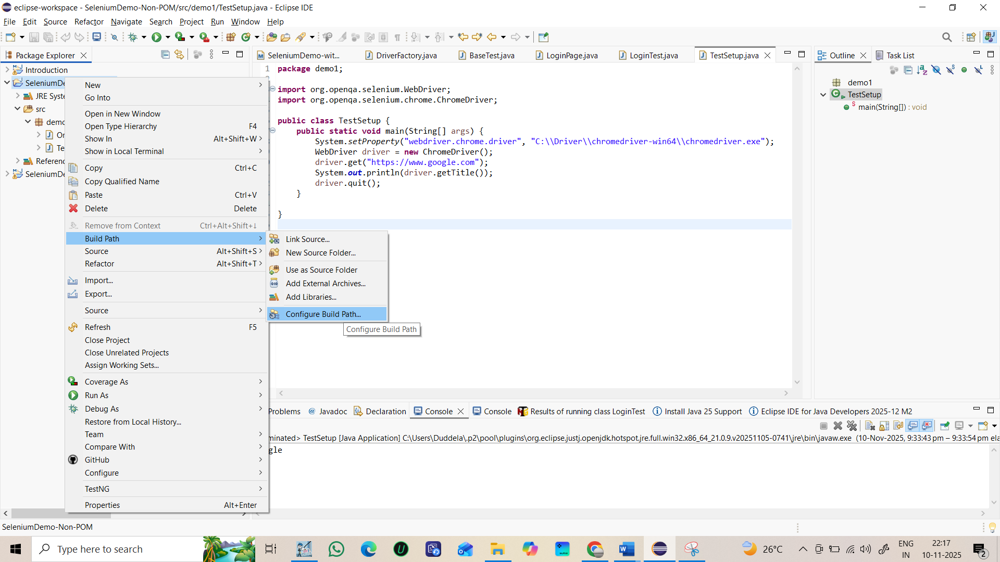 eclipse-workspace - SeleniumDemo-Non-POM/src/demo1/TestSetup.java - Eclipse IDE
File Edit Source Refactor Navigate Search Project Run Window Help
Package Explorer
Introduction
SeleniumDe
JRE Syste
src
demo
Or
Te
Referenc
SeleniumDe
New
Go Into
Open in New Window
Open Type Hierarchy F4
Show In Alt+Shift+W
Show in Local Terminal
Copy Ctrl+C
Copy Qualified Name
Paste Ctrl+V
Delete Delete
Remove from Context Ctrl+Alt+Shift+↓
Build Path
Source Alt+Shift+S
Refactor Alt+Shift+T
Import...
Export...
Source
Refresh F5
Close Project
Close Unrelated Projects
Assign Working Sets...
Coverage As
Run As
Debug As
Restore from Local History...
Team
Compare With
GitHub
Configure
TestNG
Properties Alt+Enter
Link Source...
New Source Folder...
Use as Source Folder
Add External Archives...
Add Libraries...
Configure Build Path...
Configure Build Path
SeleniumDemo-wit... DriverFactory.java BaseTest.java LoginPage.java LoginTest.java TestSetup.java
1 package demo1;
import org.openqa.selenium.WebDriver;
import org.openqa.selenium.chrome.ChromeDriver;
public class TestSetup {
public static void main(String[] args) {
System.setProperty("webdriver.chrome.driver", "C:\\Driver\\chromedriver-win64\\chromedriver.exe");
WebDriver driver = new ChromeDriver();
driver.get("https://www.google.com");
System.out.println(driver.getTitle());
driver.quit();
}
}
Outline Task List
demo1
TestSetup
main(String[]) : void
Problems Javadoc Declaration Console Console Results of running class LoginTest Install Java 25 Support Eclipse IDE for Java Developers 2025-12 M2
minated> TestSetup [Java Application] C:\Users\Duddela\.p2\pool\plugins\org.eclipse.justj.openjdk.hotspot.jre.full.win32.x86_64_21.0.9.v20251105-0741\jre\bin\javaw.exe (10-Nov-2025, 9:33:43 pm – 9:33:54 pm ela
gle
SeleniumDemo-Non-POM
Type here to search
26°C
ENG
IN
22:17
10-11-2025
2